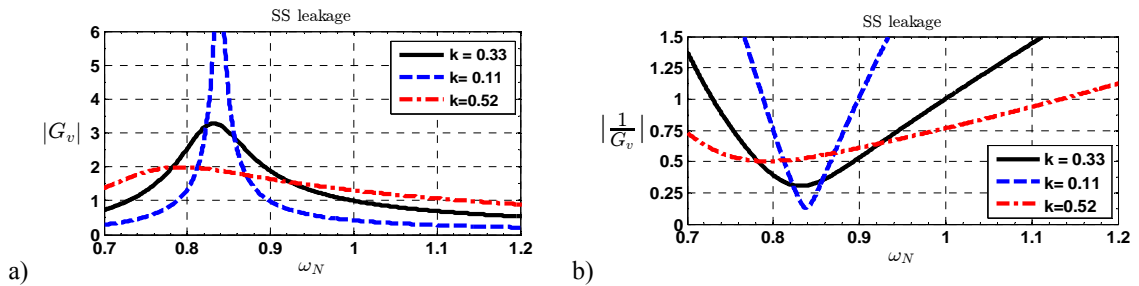 SS leakage
6
5
4
3
2
1
0
|G_v|
k = 0.33
k= 0.11
k=0.52
0.7 0.8 0.9 1 1.1 1.2
ω_N
a)
SS leakage
1.5
1.25
1
0.75
0.5
0.25
0
|1/G_v|
k = 0.33
k= 0.11
k=0.52
0.7 0.8 0.9 1 1.1 1.2
ω_N
b)